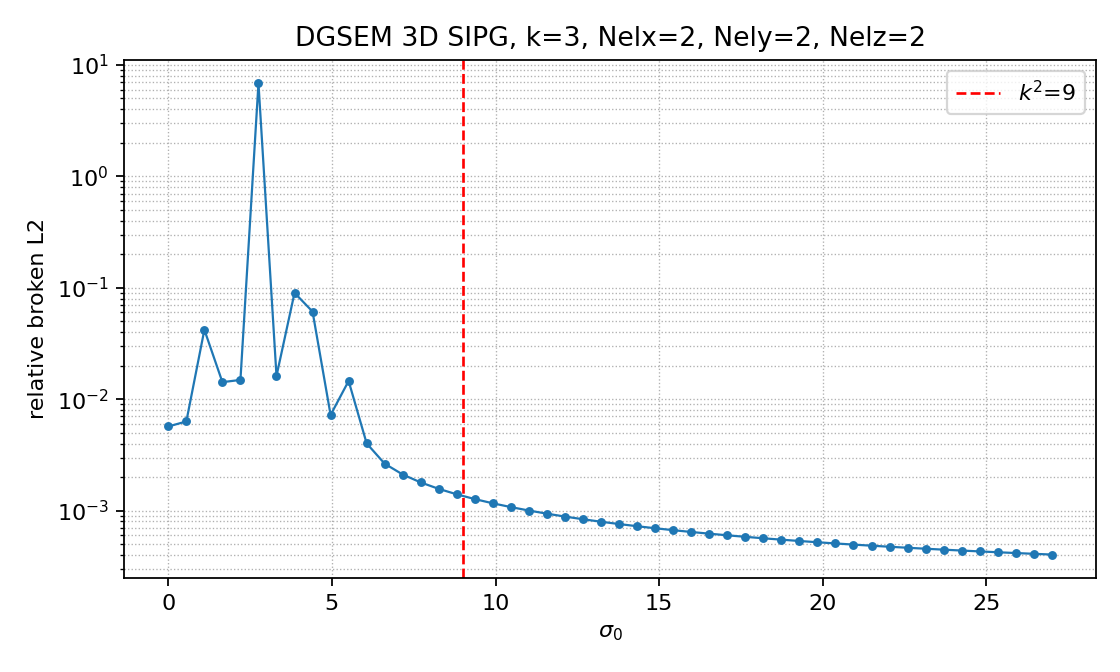 DGSEM 3D SIPG, k=3, Nelx=2, Nely=2, Nelz=2
relative broken L2
10¹
10⁰
10⁻¹
10⁻²
10⁻³
k²=9
0 5 10 15 20 25
σ₀